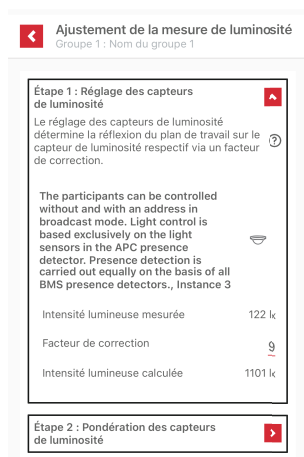 Ajustement de la mesure de luminosité
Groupe 1 : Nom du groupe 1
Étape 1 : Réglage des capteurs
de luminosité
Le réglage des capteurs de luminosité
détermine la réflexion du plan de travail sur le
capteur de luminosité respectif via un facteur
de correction.
?
The participants can be controlled
without and with an address in
broadcast mode. Light control is
based exclusively on the light
sensors in the APC presence
detector. Presence detection is
carried out equally on the basis of all
BMS presence detectors., Instance 3
Intensité lumineuse mesurée 122 lx
Facteur de correction 9
Intensité lumineuse calculée 1101 lx
Étape 2 : Pondération des capteurs
de luminosité